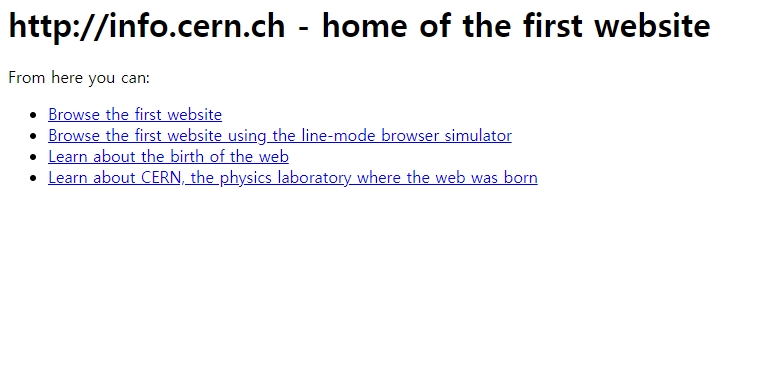 http://info.cern.ch - home of the first website
From here you can:
Browse the first website
Browse the first website using the line-mode browser simulator
Learn about the birth of the web
Learn about CERN, the physics laboratory where the web was born